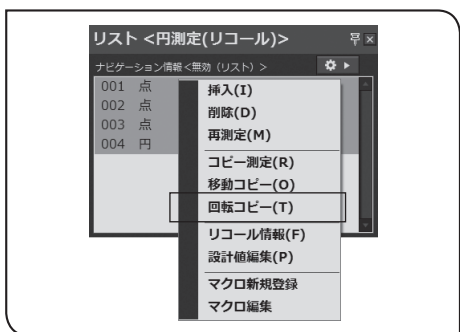 リスト <円測定(リコール)>
ナビゲーション情報<無効（リスト）>
001 点
002 点
003 点
004 円
挿入(I)
削除(D)
再測定(M)
コピー測定(R)
移動コピー(O)
回転コピー(T)
リコール情報(F)
設計値編集(P)
マクロ新規登録
マクロ編集